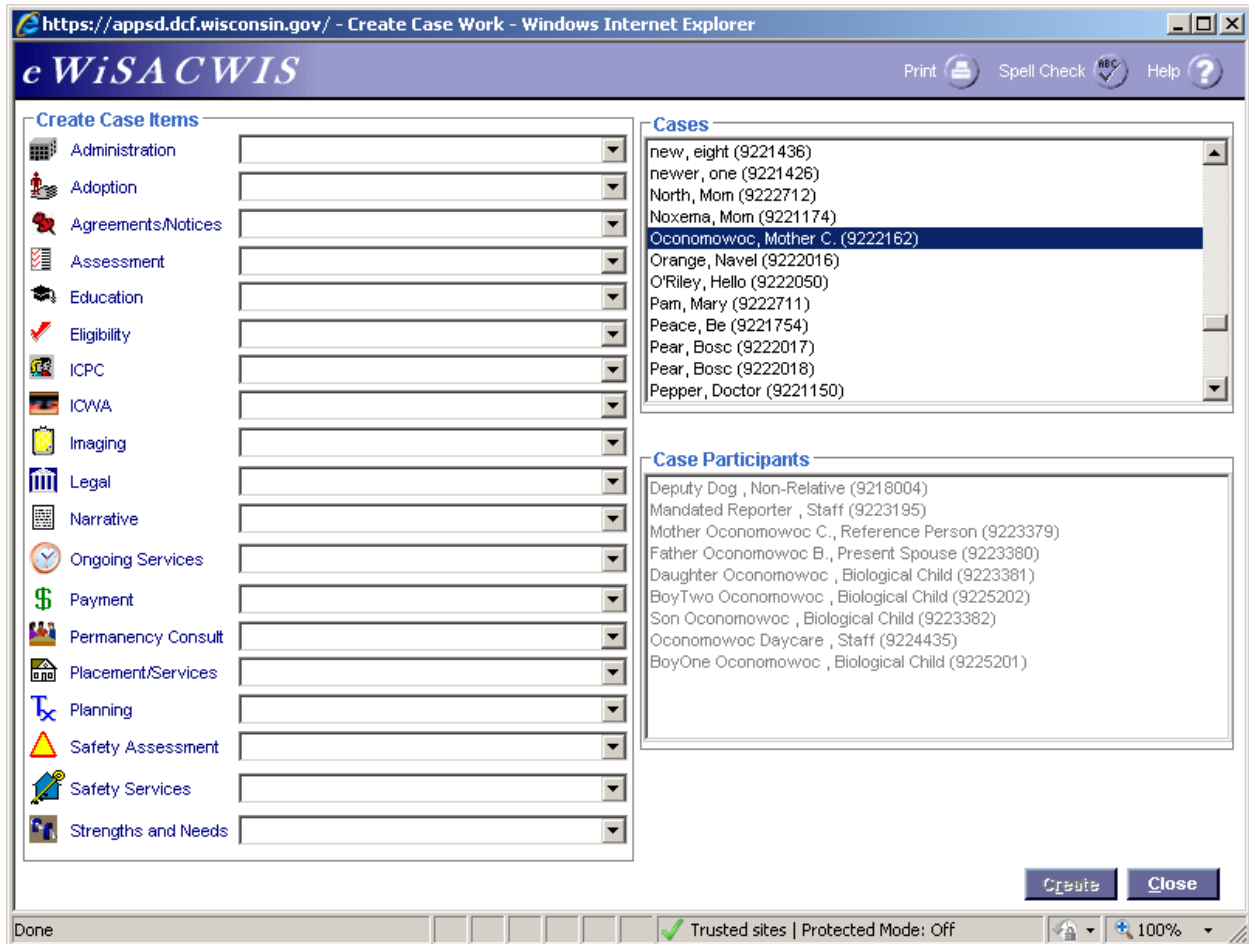 https://appsd.dcf.wisconsin.gov/ - Create Case Work - Windows Internet Explorer
e WiSACWIS
Print
Spell Check
ABC
Help
?
Create Case Items
Administration
Adoption
Agreements/Notices
Assessment
Education
Eligibility
ICPC
ICWA
Imaging
Legal
Narrative
Ongoing Services
$ Payment
Permanency Consult
Placement/Services
Tx Planning
Safety Assessment
Safety Services
Strengths and Needs
Cases
new, eight (9221436)
newer, one (9221426)
North, Mom (9222712)
Noxema, Mom (9221174)
Oconomowoc, Mother C. (9222162)
Orange, Navel (9222016)
O'Riley, Hello (9222050)
Pam, Mary (9222711)
Peace, Be (9221754)
Pear, Bosc (9222017)
Pear, Bosc (9222018)
Pepper, Doctor (9221150)
Case Participants
Deputy Dog , Non-Relative (9218004)
Mandated Reporter , Staff (9223195)
Mother Oconomowoc C., Reference Person (9223379)
Father Oconomowoc B., Present Spouse (9223380)
Daughter Oconomowoc , Biological Child (9223381)
BoyTwo Oconomowoc , Biological Child (9225202)
Son Oconomowoc , Biological Child (9223382)
Oconomowoc Daycare , Staff (9224435)
BoyOne Oconomowoc , Biological Child (9225201)
Create
Close
Done
Trusted sites | Protected Mode: Off
100%